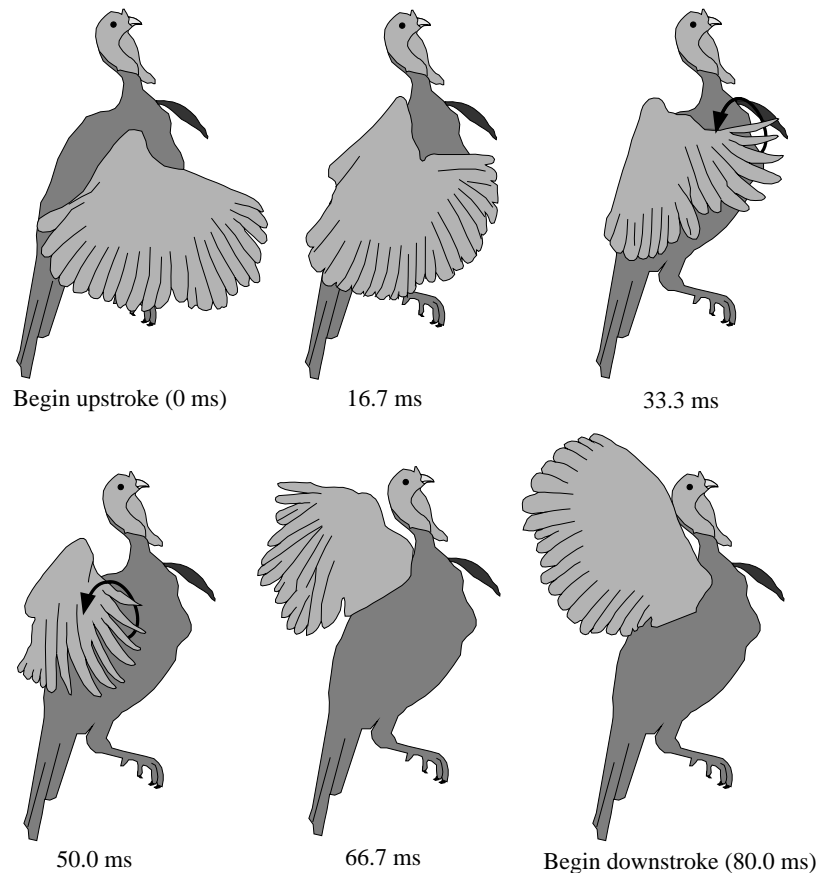 Begin upstroke (0 ms)
16.7 ms
33.3 ms
50.0 ms
66.7 ms
Begin downstroke (80.0 ms)